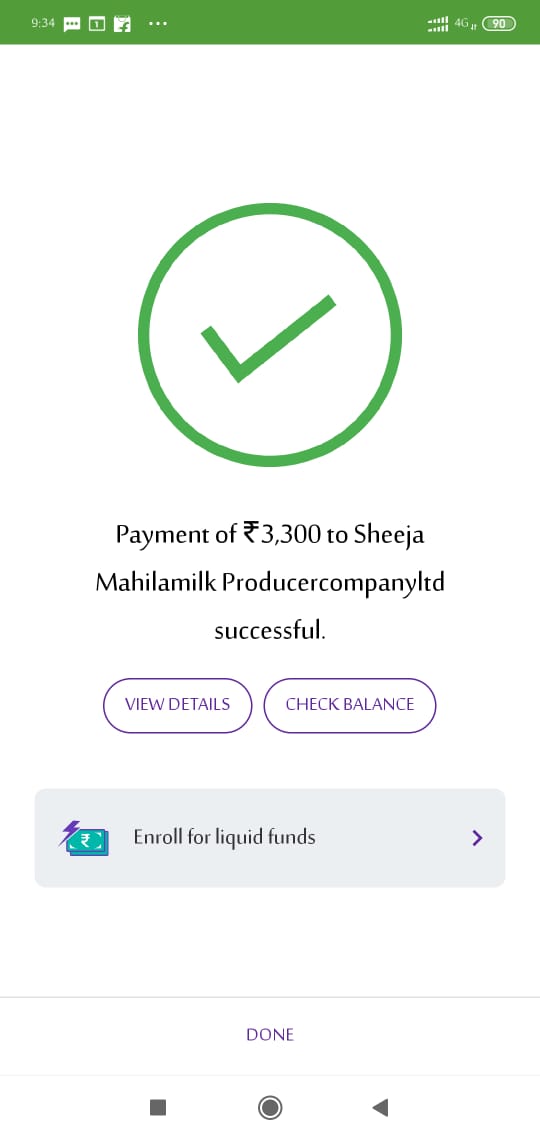 9:34 1 4G 90
Payment of ₹3,300 to Sheeja
Mahilamilk Producercompanyltd
successful.
VIEW DETAILS CHECK BALANCE
₹ Enroll for liquid funds
DONE